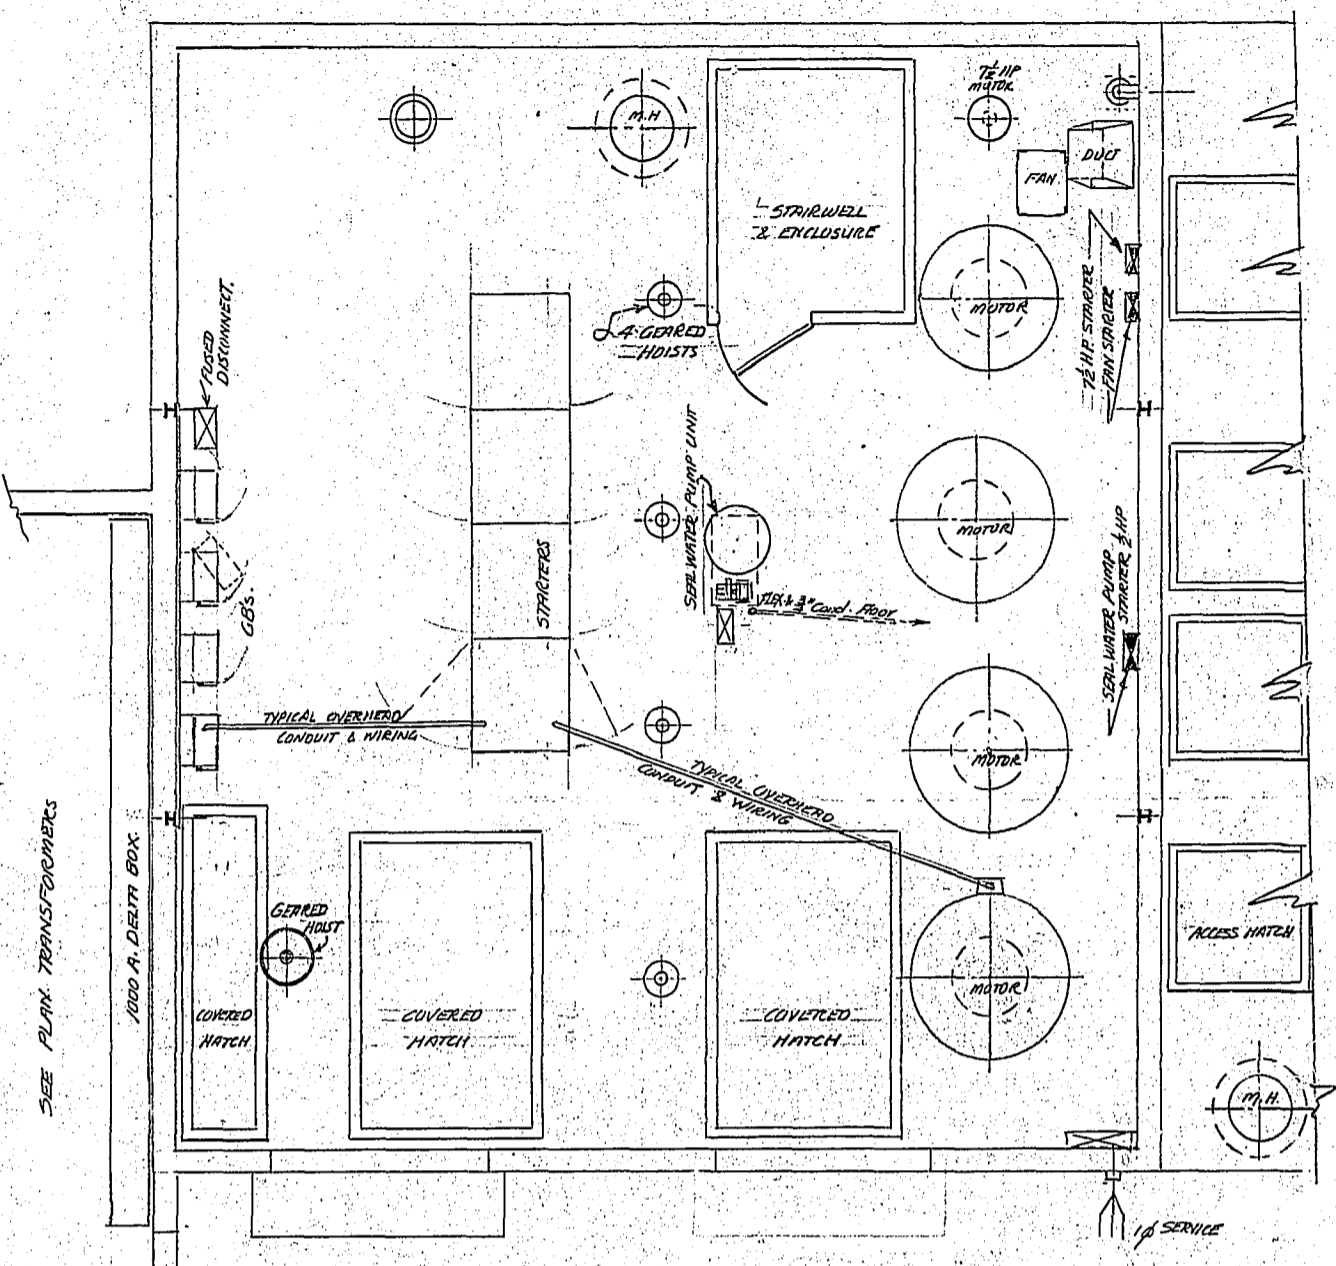 7½ HP
MOTOR
M.H
DUCT
FAN
STAIRWELL
& ENCLOSURE
MOTOR
7½ H.P. STARTER
FAN STARTER
4-GEARED
HOISTS
FUSED
DISCONNECT.
SEAL WATER PUMP UNIT
MOTOR
STARTERS
FLEX & ¾" Cond. Floor
SEAL WATER PUMP
STARTER ½ HP
GB's.
TYPICAL OVERHEAD
CONDUIT & WIRING
TYPICAL OVERHEAD
CONDUIT & WIRING
MOTOR
SEE PLAN. TRANSFORMERS
1000 A. DELTA BOX.
GEARED
HOIST
COVERED
HATCH
COVERED
HATCH
COVERED
HATCH
MOTOR
ACCESS HATCH
M.H.
1φ SERVICE